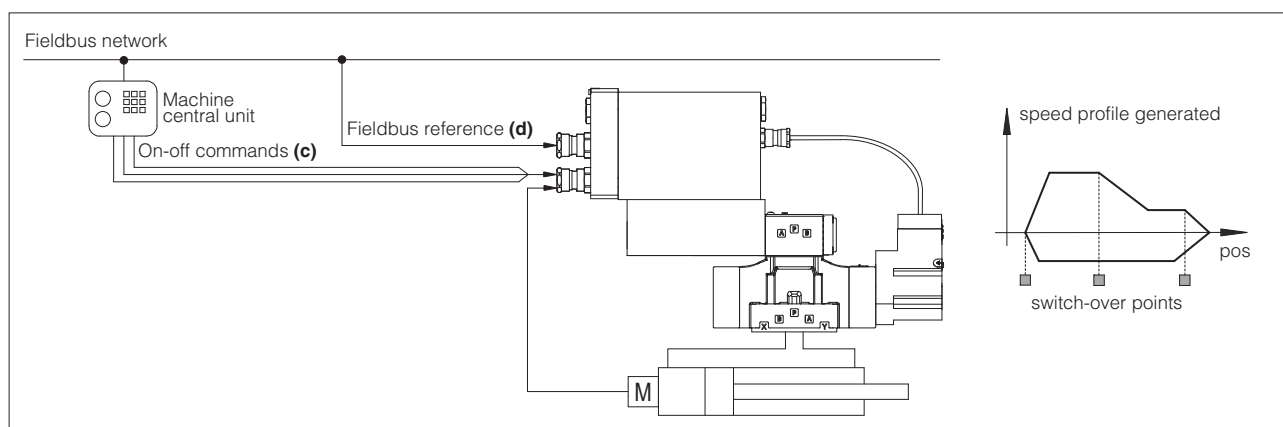 Fieldbus network
Machine
central unit
Fieldbus reference (d)
On-off commands (c)
speed profile generated
pos
switch-over points
A P B
B P A
X Y
M